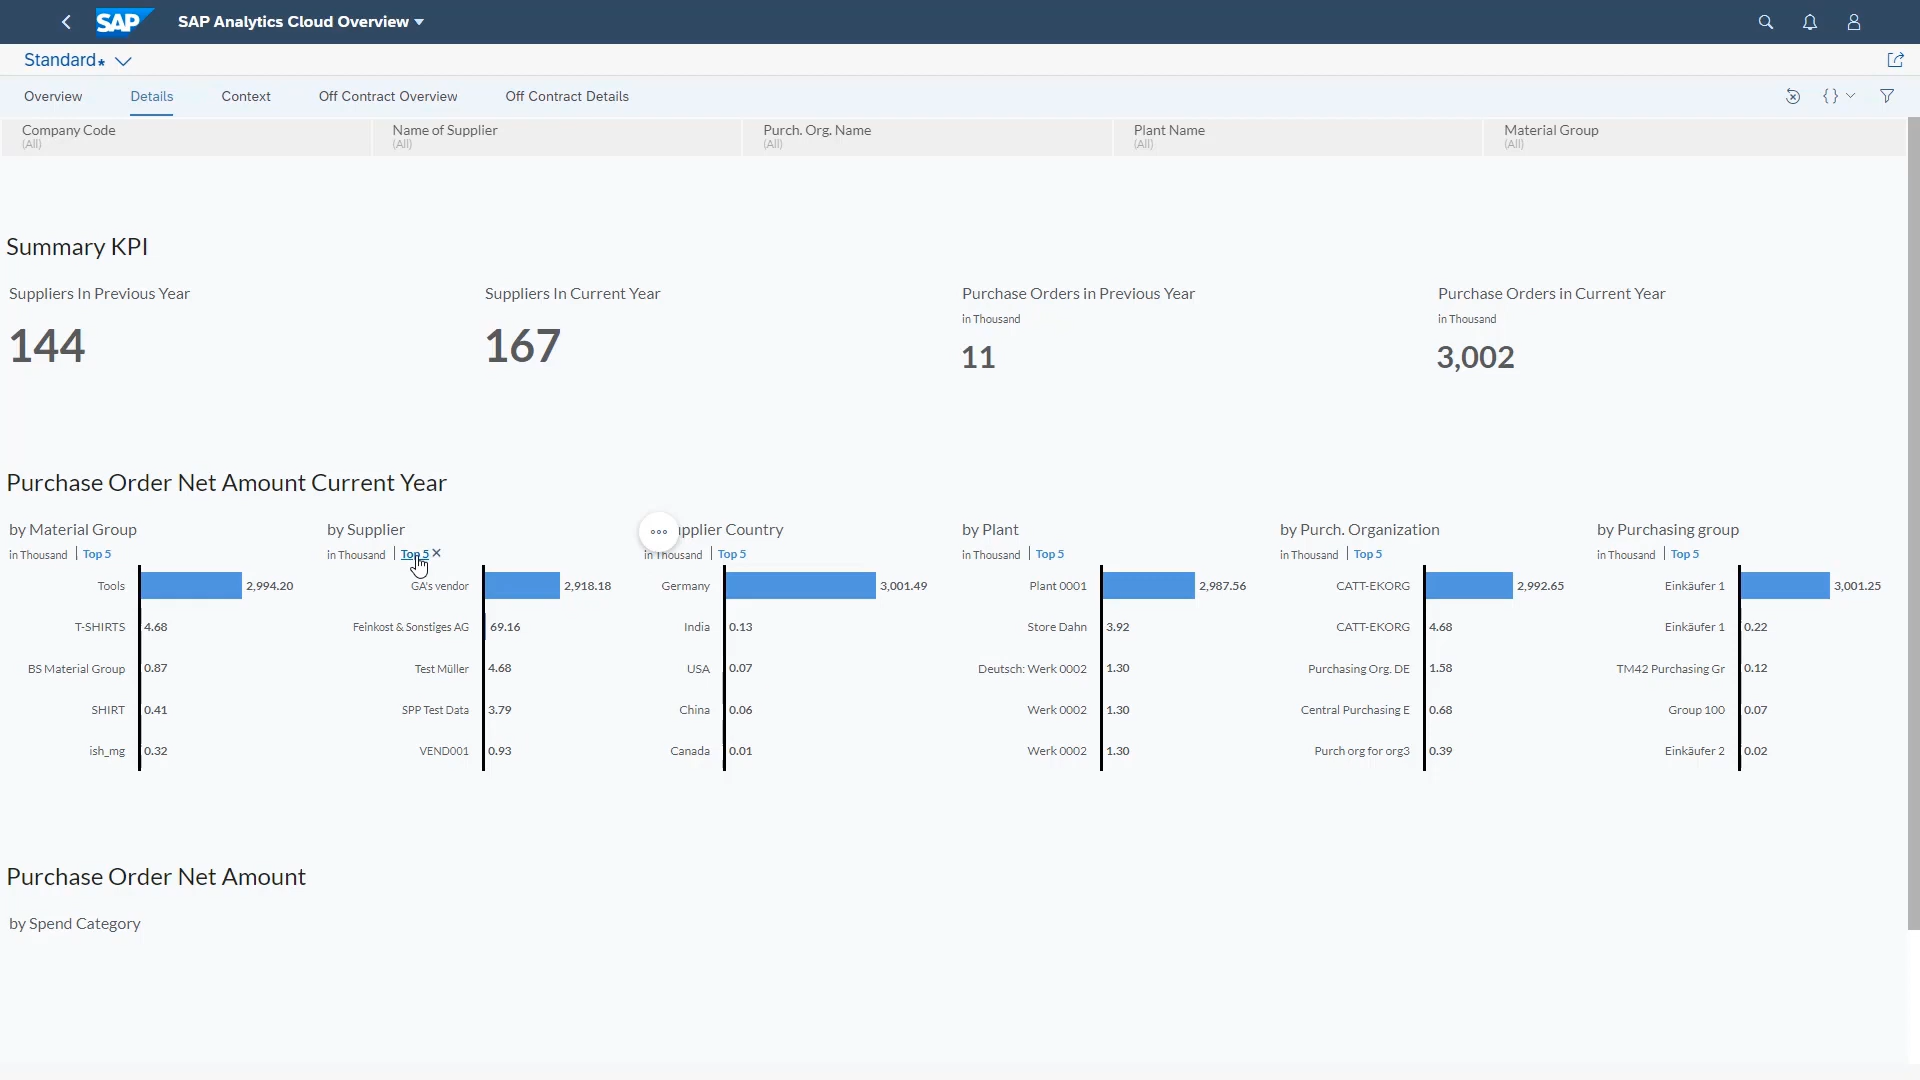 SAP SAP Analytics Cloud Overview
Standard*
Overview Details Context Off Contract Overview Off Contract Details
{}
Company Code Name of Supplier Purch. Org. Name Plant Name Material Group
(All) (All) (All) (All) (All)
Summary KPI
Suppliers In Previous Year Suppliers In Current Year Purchase Orders in Previous Year Purchase Orders in Current Year
in Thousand in Thousand
144 167 11 3,002
Purchase Order Net Amount Current Year
by Material Group
in Thousand Top 5
Tools 2,994.20
T-SHIRTS 4.68
BS Material Group 0.87
SHIRT 0.41
ish_mg 0.32
by Supplier
in Thousand Top 5
GA's vendor 2,918.18
Feinkost & Sonstiges AG 69.16
Test Müller 4.68
SPP Test Data 3.79
VEND001 0.93
upplier Country
in Thousand Top 5
Germany 3,001.49
India 0.13
USA 0.07
China 0.06
Canada 0.01
by Plant
in Thousand Top 5
Plant 0001 2,987.56
Store Dahn 3.92
Deutsch: Werk 0002 1.30
Werk 0002 1.30
Werk 0002 1.30
by Purch. Organization
in Thousand Top 5
CATT-EKORG 2,992.65
CATT-EKORG 4.68
Purchasing Org. DE 1.58
Central Purchasing E 0.68
Purch org for org3 0.39
by Purchasing group
in Thousand Top 5
Einkäufer 1 3,001.25
Einkäufer 1 0.22
TM42 Purchasing Gr 0.12
Group 100 0.07
Einkäufer 2 0.02
Purchase Order Net Amount
by Spend Category